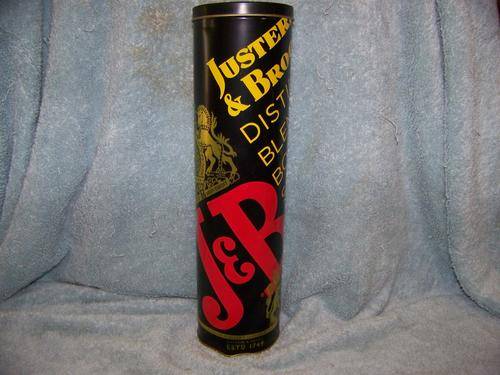 JUSTER
& BRO
DISTI
BLE
BO
J&B
ESTD 1749